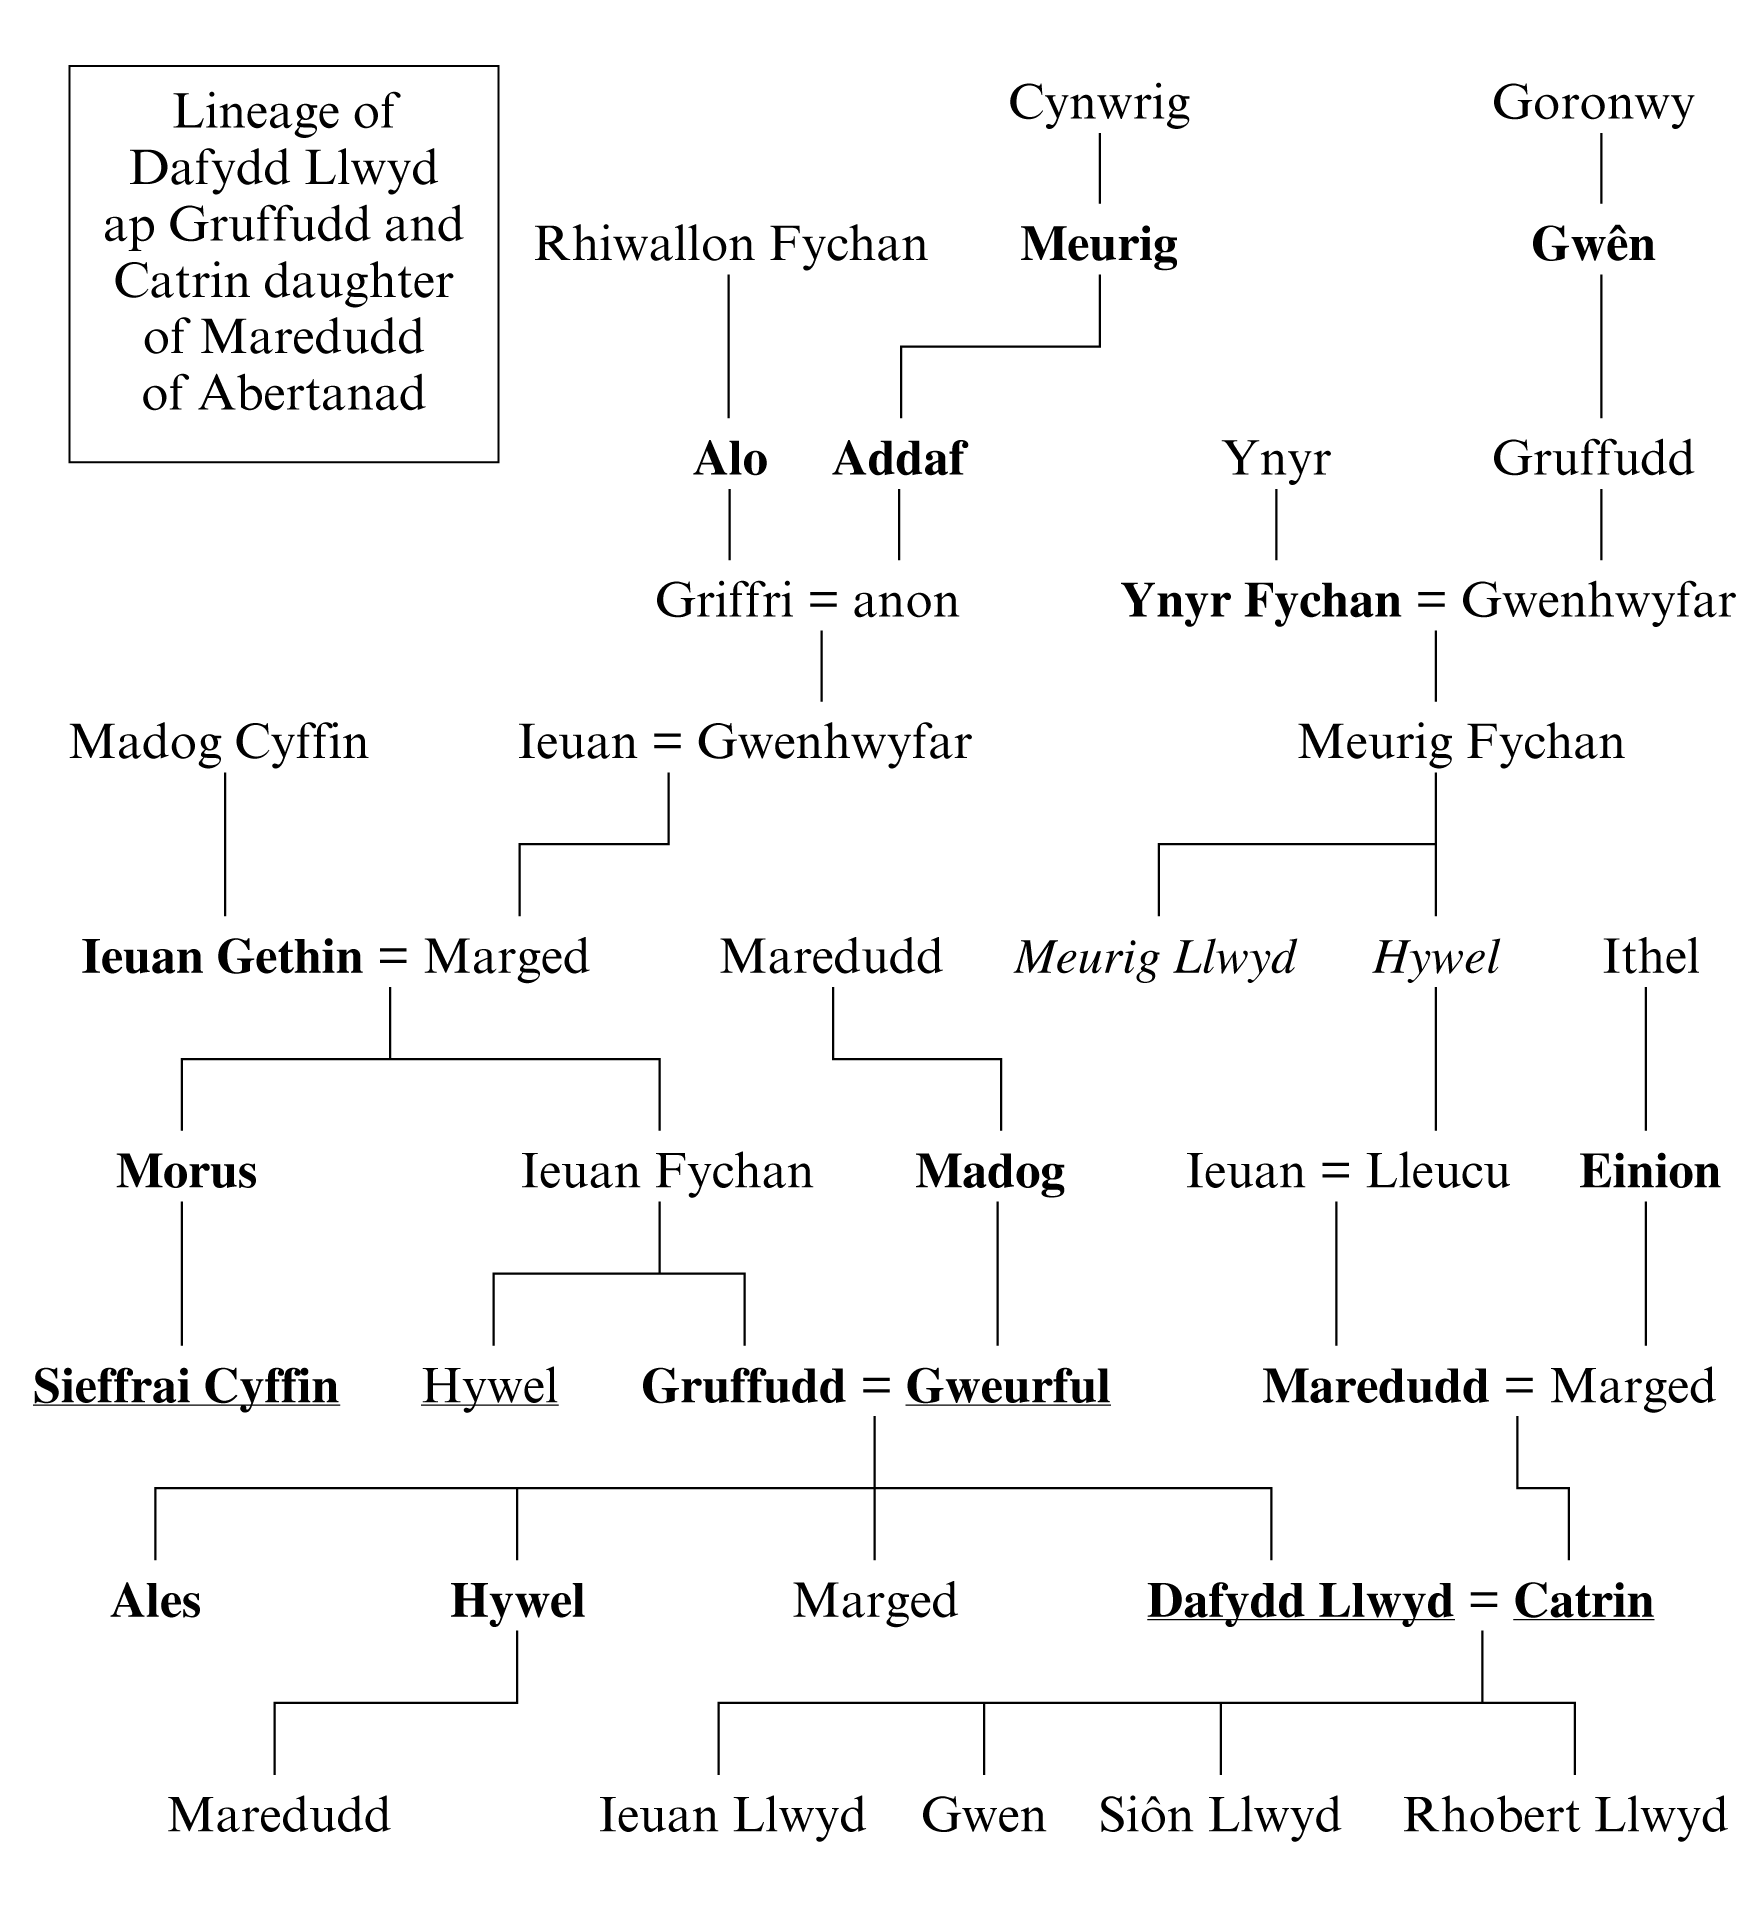 Lineage of
Dafydd Llwyd
ap Gruffudd and
Catrin daughter
of Maredudd
of Abertanad
Cynwrig Goronwy
Rhiwallon Fychan Meurig Gwên
Alo Addaf Ynyr Gruffudd
Griffri = anon Ynyr Fychan = Gwenhwyfar
Madog Cyffin Ieuan = Gwenhwyfar Meurig Fychan
Ieuan Gethin = Marged Maredudd Meurig Llwyd Hywel Ithel
Morus Ieuan Fychan Madog Ieuan = Lleucu Einion
Sieffrai Cyffin Hywel Gruffudd = Gweurful Maredudd = Marged
Ales Hywel Marged Dafydd Llwyd = Catrin
Maredudd Ieuan Llwyd Gwen Siôn Llwyd Rhobert Llwyd